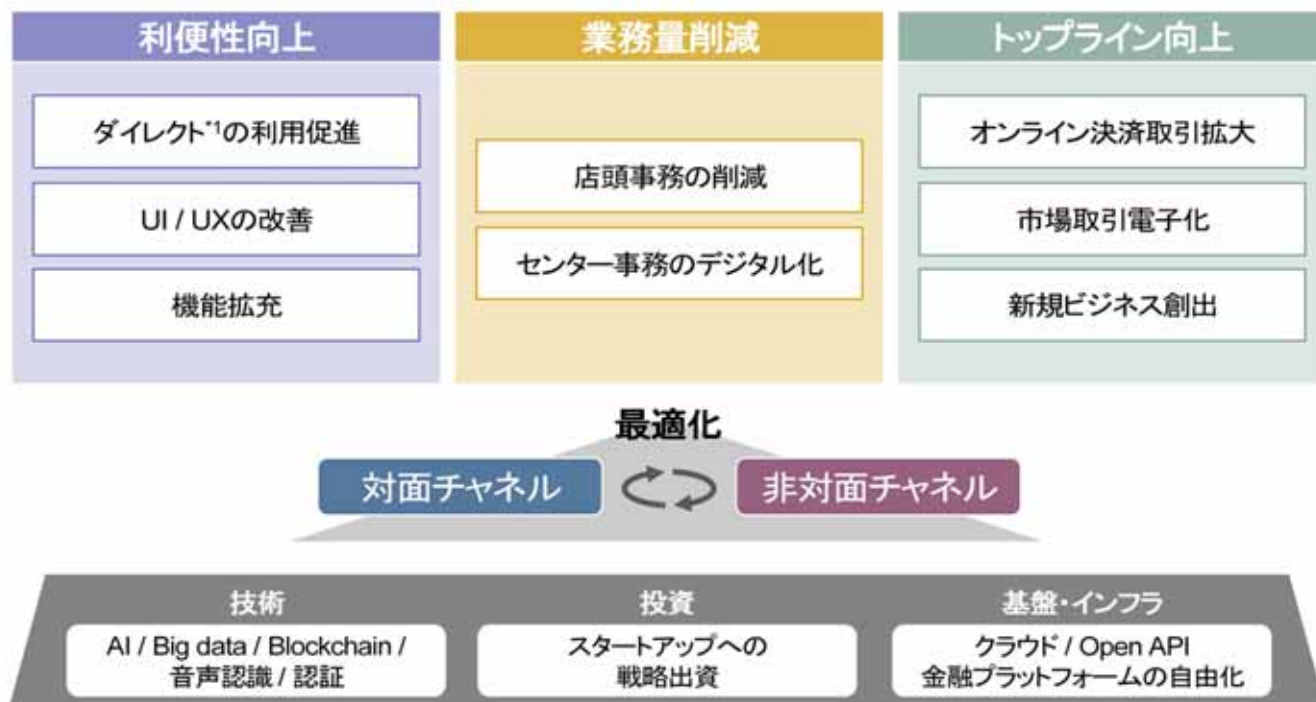 利便性向上
ダイレクト*1の利用促進
UI / UXの改善
機能拡充
業務量削減
店頭事務の削減
センター事務のデジタル化
トップライン向上
オンライン決済取引拡大
市場取引電子化
新規ビジネス創出
最適化
対面チャネル
非対面チャネル
技術
AI / Big data / Blockchain /
音声認識 / 認証
投資
スタートアップへの
戦略出資
基盤・インフラ
クラウド / Open API
金融プラットフォームの自由化